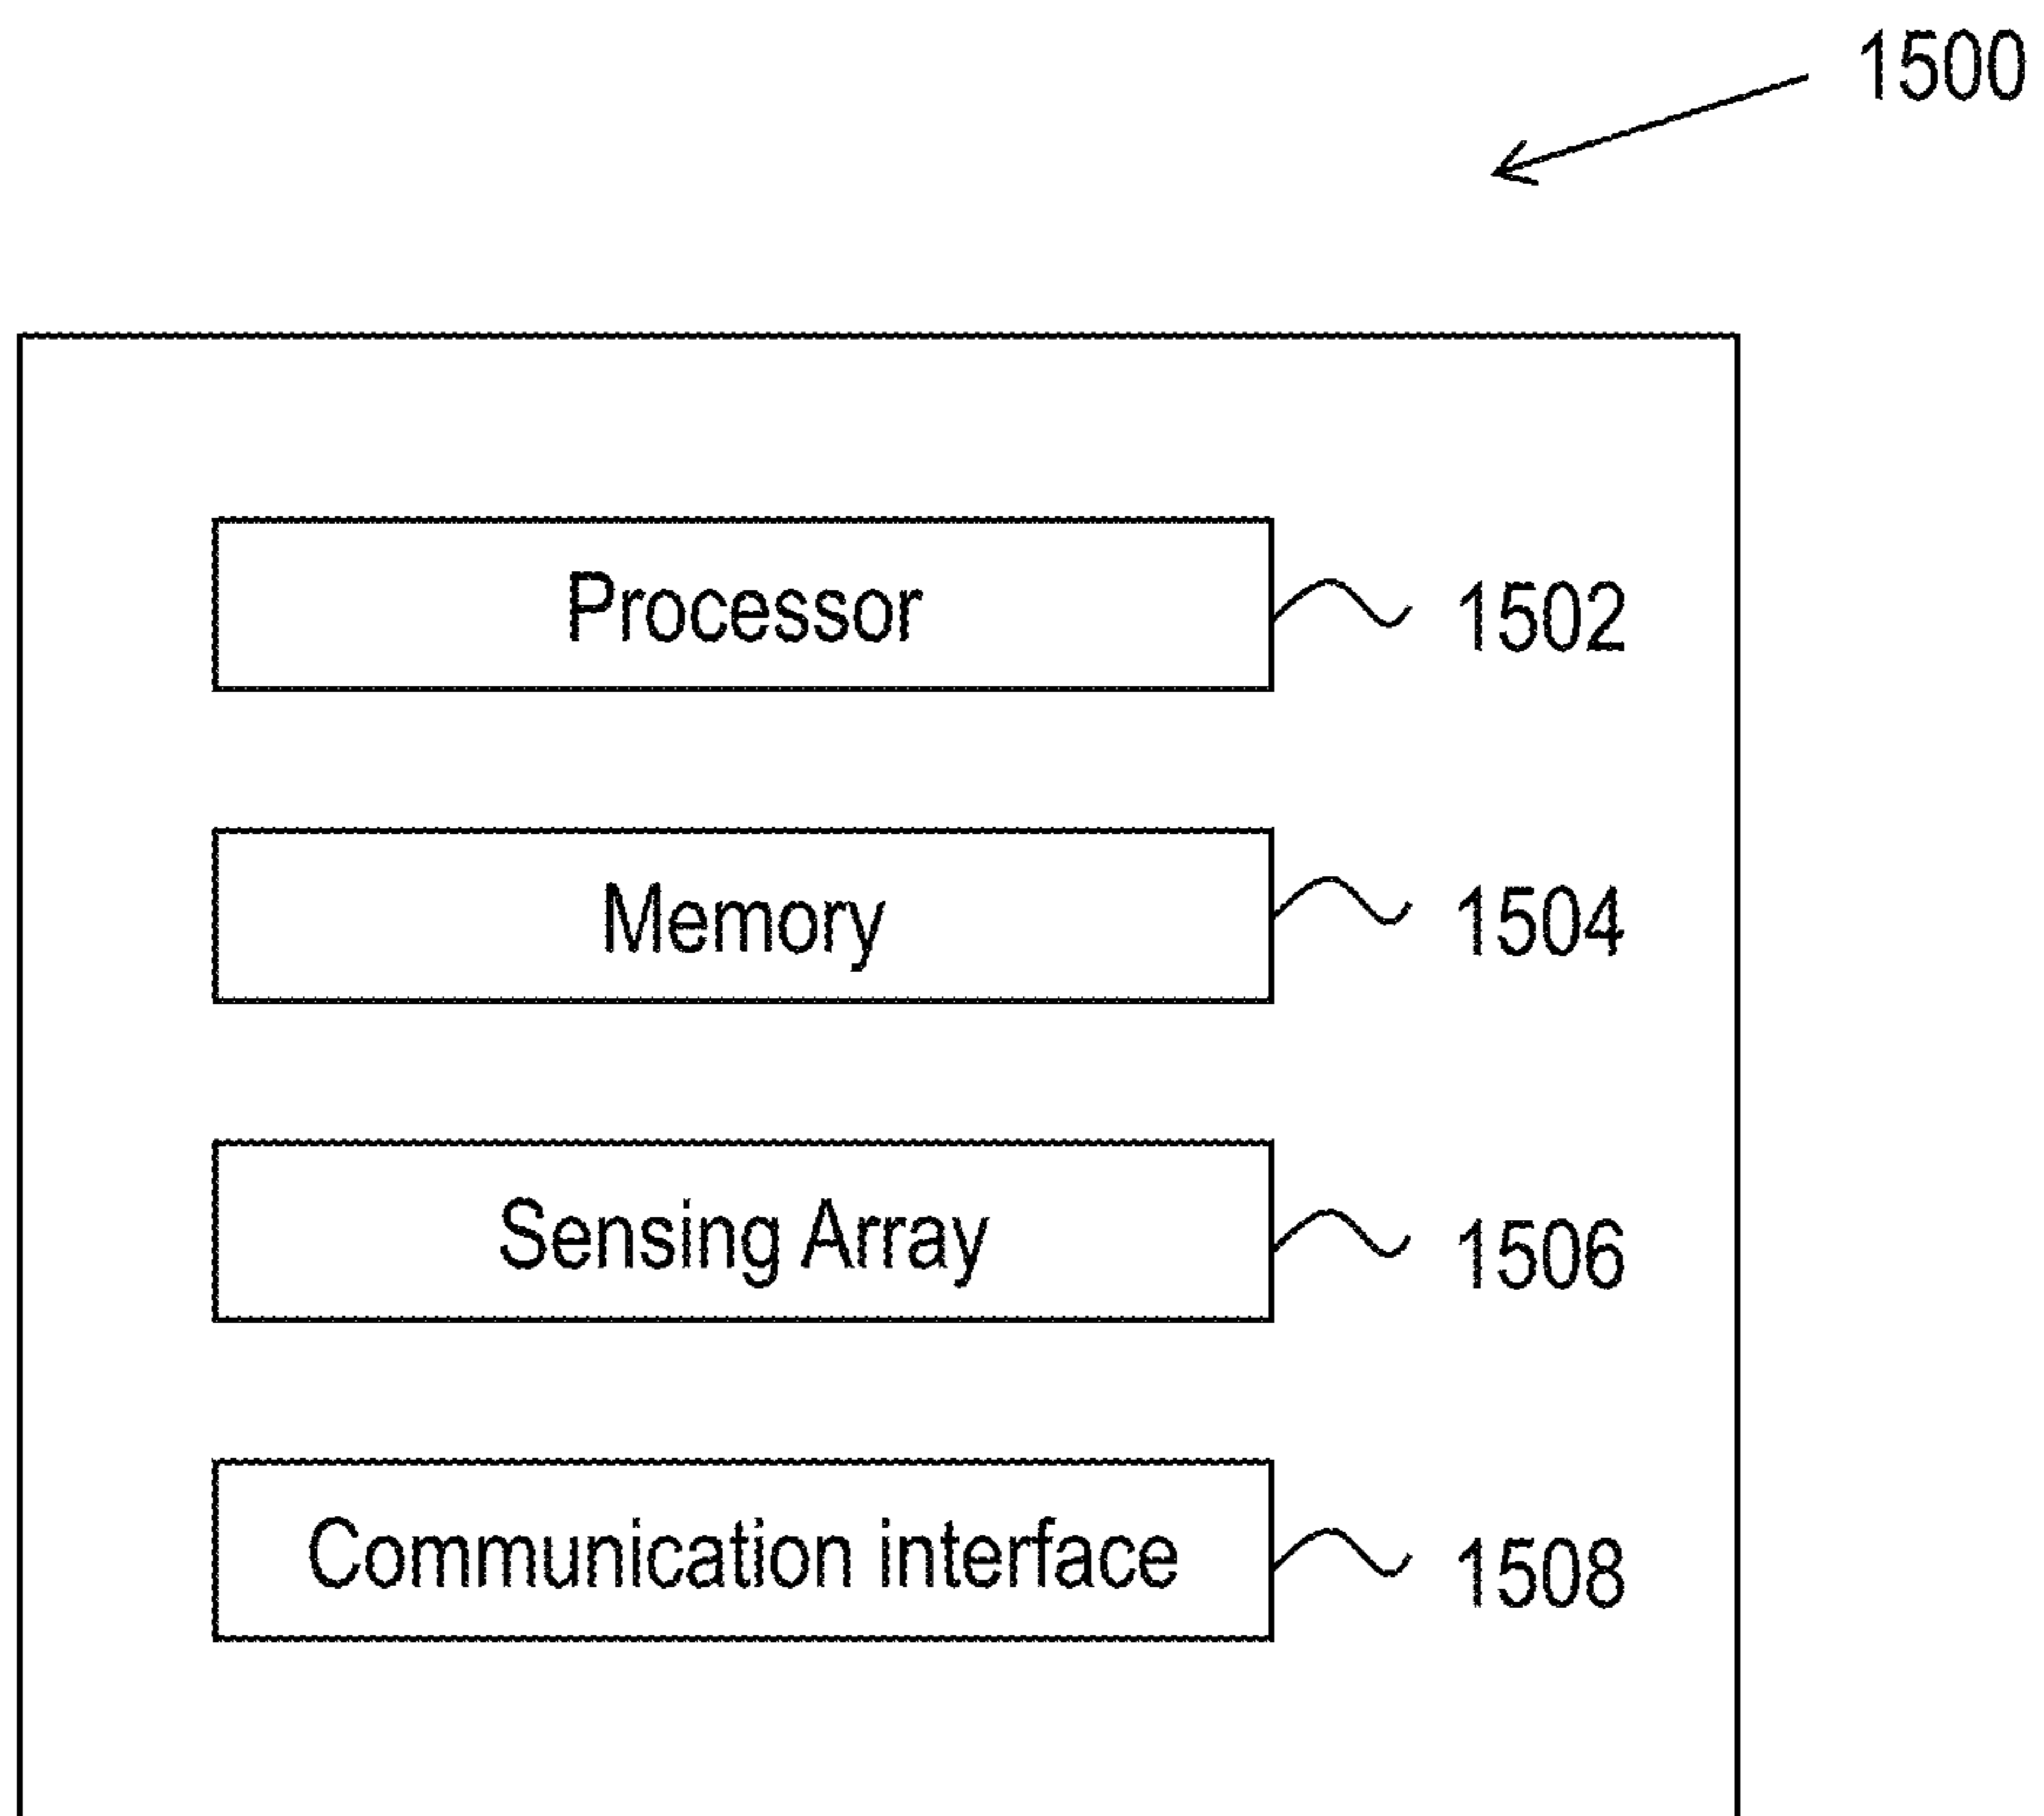 1500
Processor 1502
Memory 1504
Sensing Array 1506
Communication interface 1508